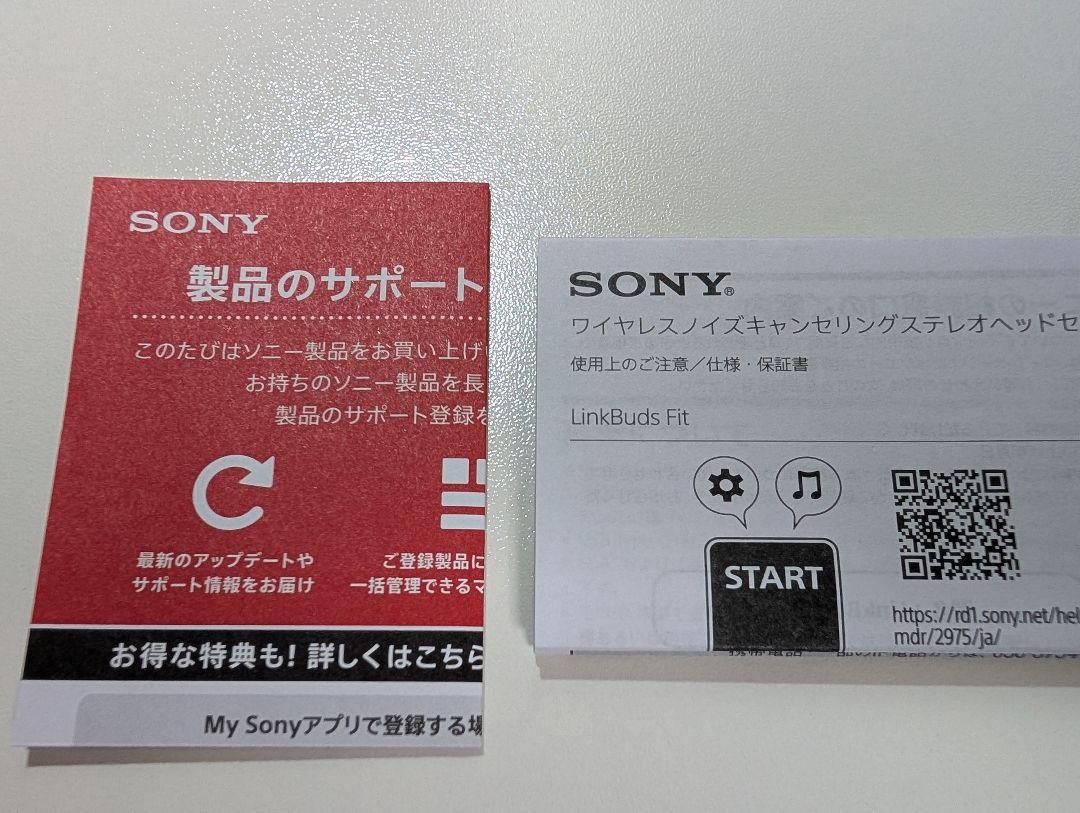 SONY
製品のサポート
このたびはソニー製品をお買い上げ
お持ちのソニー製品を長
製品のサポート登録を
最新のアップデートや
サポート情報をお届け
ご登録製品に
一括管理できるマ
お得な特典も! 詳しくはこちら
My Sonyアプリで登録する場
SONY®
ワイヤレスノイズキャンセリングステレオヘッドセ
使用上のご注意／仕様・保証書
LinkBuds Fit
START
https://rd1.sony.net/hel
mdr/2975/ja/